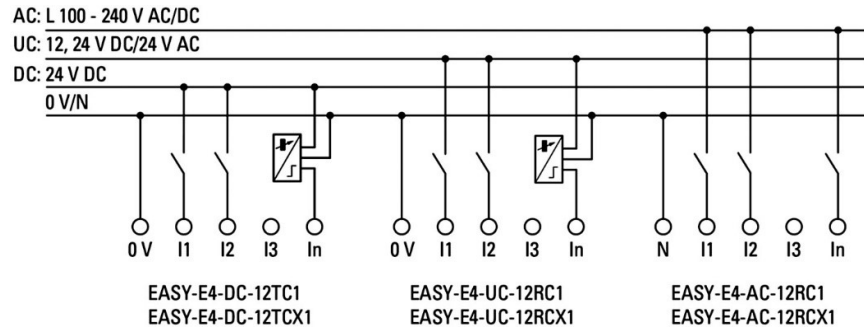 AC: L 100 - 240 V AC/DC
UC: 12, 24 V DC/24 V AC
DC: 24 V DC
0 V/N
0 V I1 I2 I3 In 0 V I1 I2 I3 In N I1 I2 I3 In
EASY-E4-DC-12TC1 EASY-E4-UC-12RC1 EASY-E4-AC-12RC1
EASY-E4-DC-12TCX1 EASY-E4-UC-12RCX1 EASY-E4-AC-12RCX1